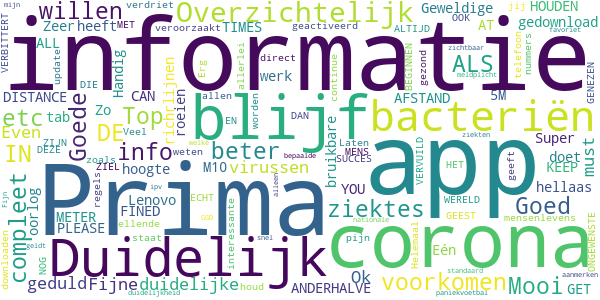 willen Overzichtelijk Geweldige jij HOUDEN
mijn verdriet MET TIMES geactiveerd OOK gedownload
VERBITTERT Zeer heeft veroorzaakt AT ALTIJD telefoon nummers
informatie
updater ALL DIE Handig Erg allerlei direct werk continue BEGINNEN gezond zichtbaar meldplicht favoriet GENEZEN
DISTANCE CAN richtlijnen roeien allen ALS AFSTAND 5M
etc Goede Zo Top blijf bacteriën
Even tab DE EN worden DAN Laten Super must
IN ZIJN DEZE Veel info weten beter MENS SUCCES bruikbare VERVUILD ziekten doet
compleet zoals ZIEL hoogte M10 virussen YOU app HET geeft KEEP
oorlog regels Lenovo welke bepaalde ziektes WERELD Goed hellaas
METER FINED Prima ECHT pijn GEEST mensenlevens
Fijn PLEASE ipv GGD alleen Eén corona
downloaden ellende interessante Helemaal ANGEMENSTE
geldt NOG Duidelijk staat snel nationale Ok voorkomen Mooi
geduld Fijne duidelijke houd ANDERHALVE standaard GET aanmerken
duidelijkheid paniekvoetbal